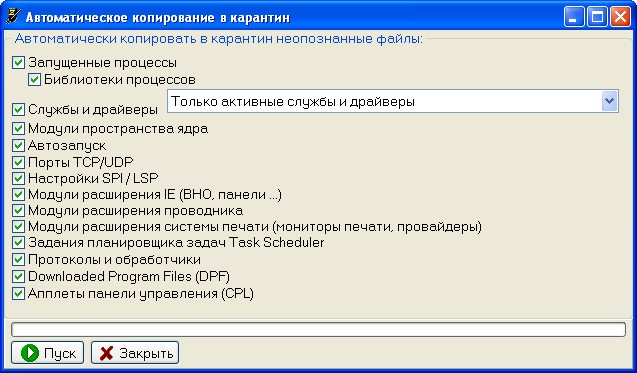 Автоматическое копирование в карантин
Автоматически копировать в карантин неопознанные файлы:
Запущенные процессы
Библиотеки процессов
Службы и драйверы Только активные службы и драйверы
Модули пространства ядра
Автозапуск
Порты TCP/UDP
Настройки SPI / LSP
Модули расширения IE (BHO, панели ...)
Модули расширения проводника
Модули расширения системы печати (мониторы печати, провайдеры)
Задания планировщика задач Task Scheduler
Протоколы и обработчики
Downloaded Program Files (DPF)
Апплеты панели управления (CPL)
Пуск Закрыть